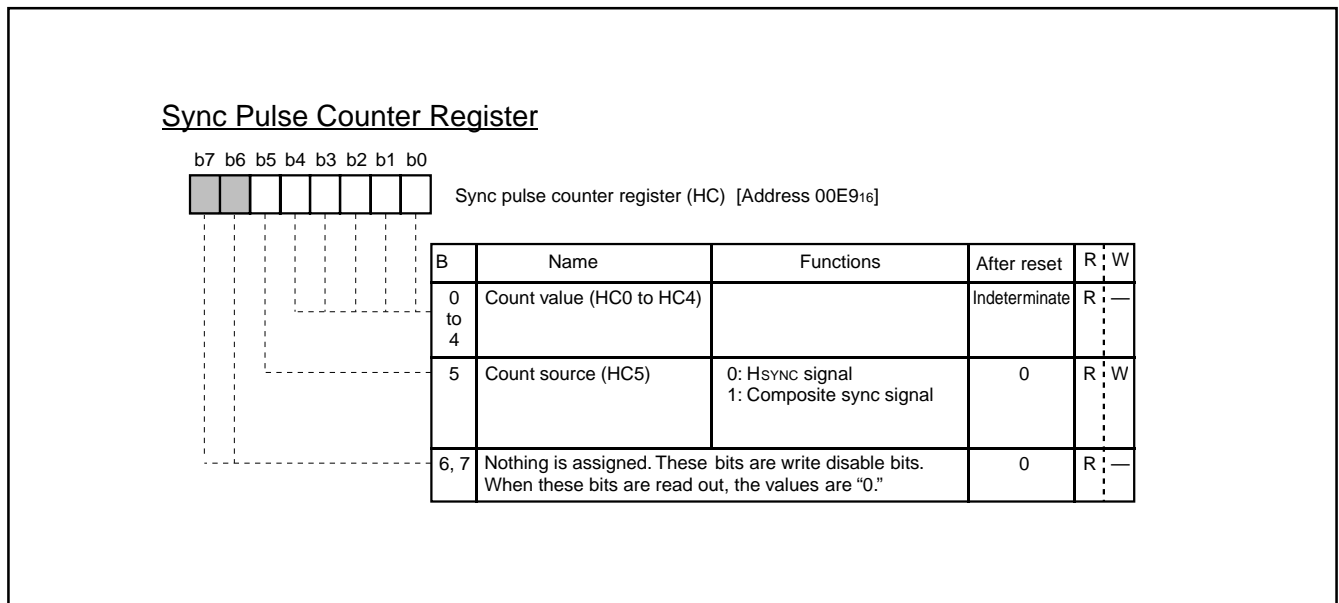 Sync Pulse Counter Register
b7 b6 b5 b4 b3 b2 b1 b0
Sync pulse counter register (HC) [Address 00E916]
B Name Functions After reset R W
0 to 4 Count value (HC0 to HC4) Indeterminate R —
5 Count source (HC5) 0: HSYNC signal 0 R W
1: Composite sync signal
6, 7 Nothing is assigned. These bits are write disable bits. 0 R —
When these bits are read out, the values are “0.”